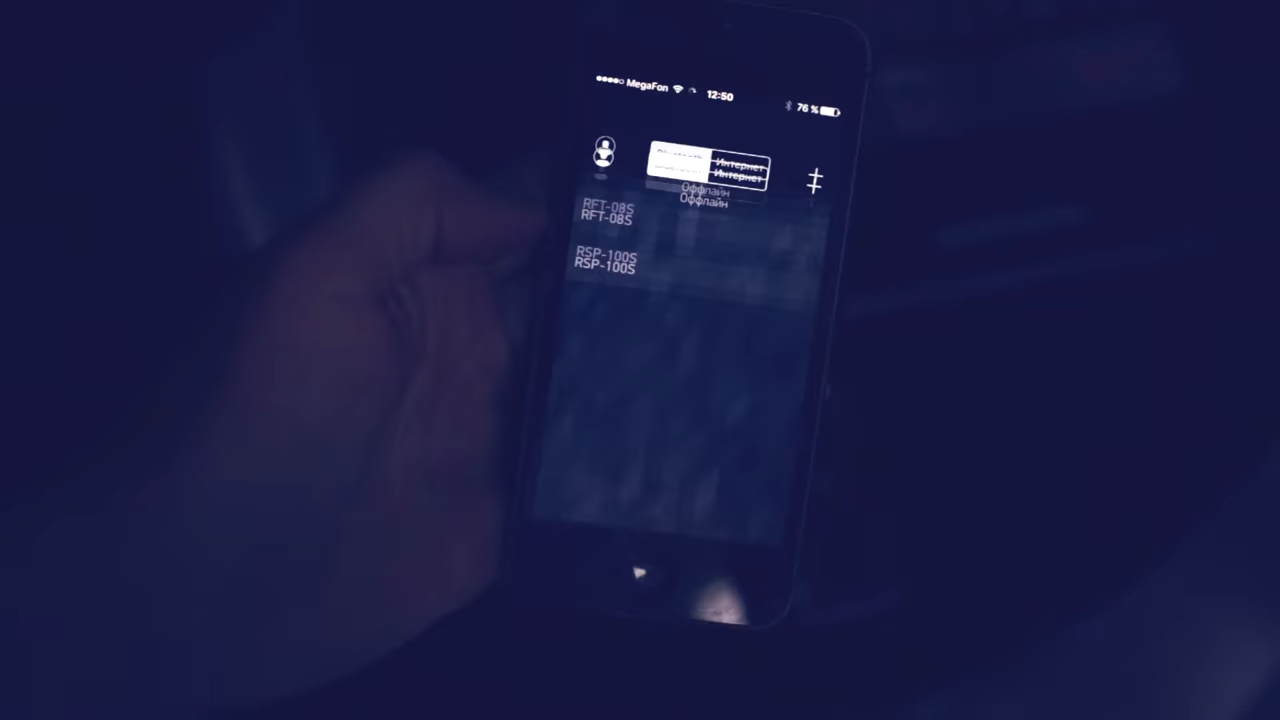 MegaFon 12:50 76 %
Интернет
Оффлайн
RFT-08S
RSP-100S